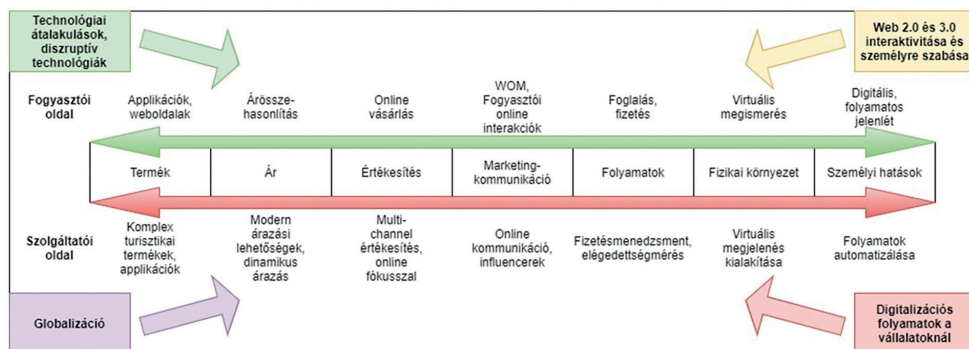 Technológiai
átalakulások,
diszruptív
technológiák
Web 2.0 és 3.0
interaktivitása és
személyre szabása
Fogyasztói
oldal
Applikációk,
weboldalak
Árössze-
hasonlítás
Online
vásárlás
WOM,
Fogyasztói
online
interakciók
Foglalás,
fizetés
Virtuális
megismerés
Digitális,
folyamatos
jelenlét
Termék
Ár
Értékesítés
Marketing-
kommunikáció
Folyamatok
Fizikai környezet
Személyi hatások
Szolgáltatói
oldal
Komplex
turisztikai
termékek,
applikációk
Modern
árazási
lehetőségek,
dinamikus
árazás
Multi-
channel
értékesítés,
online
fókusszal
Online
kommunikáció,
influencerek
Fizetésmenedzsment,
elégedettségmérés
Virtuális
megjelenés
kialakítása
Folyamatok
automatizálása
Globalizáció
Digitalizációs
folyamatok a
vállalatoknál